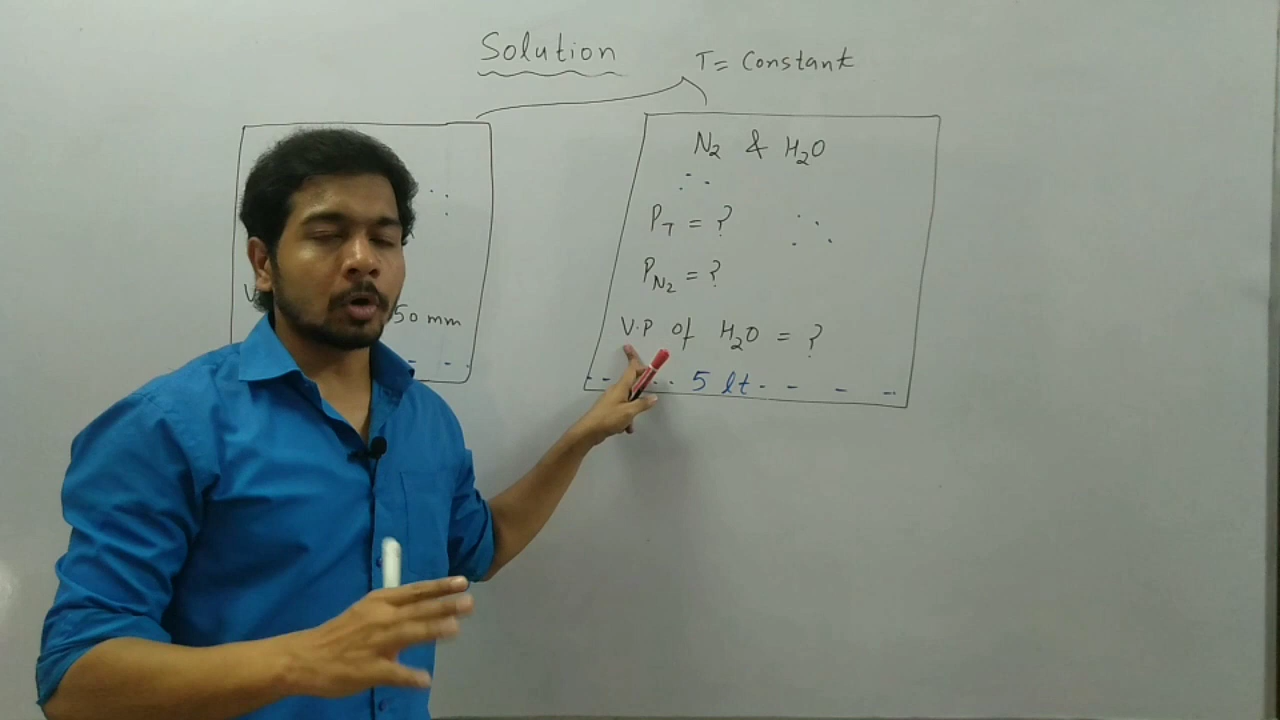 Solution
T = Constant
N2 & H2O
PT = ?
PN2 = ?
V.P of H2O = ?
5 lt
50 mm